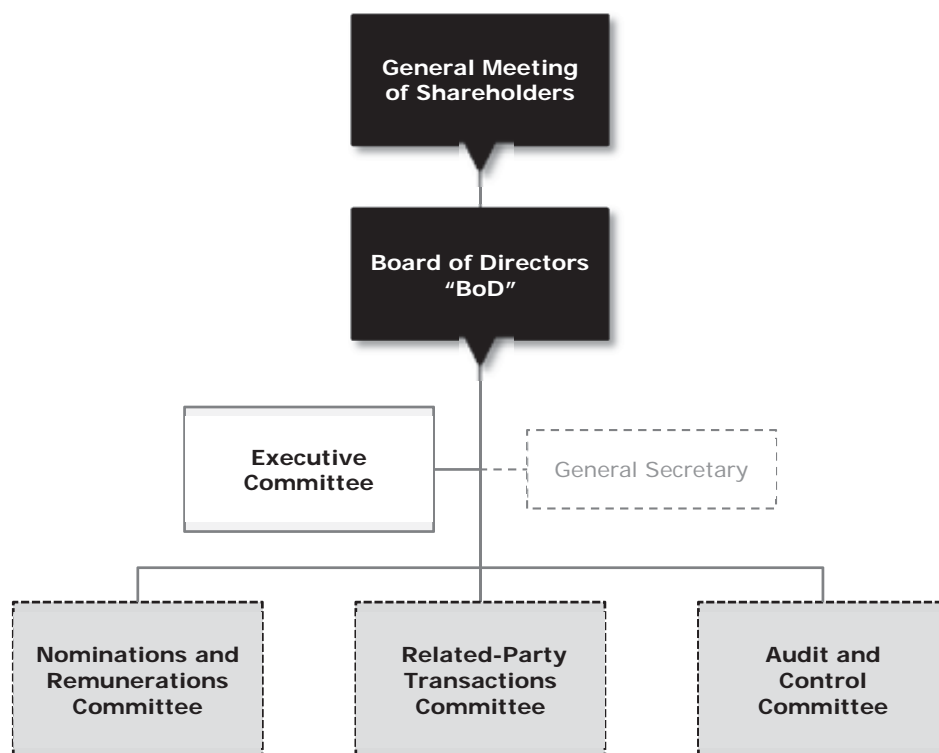 General Meeting
of Shareholders
Board of Directors
“BoD”
Executive
Committee
General Secretary
Nominations and
Remunerations
Committee
Related-Party
Transactions
Committee
Audit and
Control
Committee